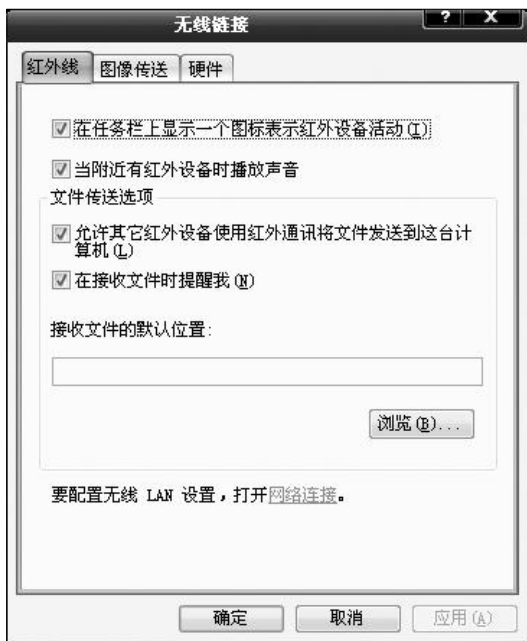 无线链接
? X
红外线 图像传送 硬件
在任务栏上显示一个图标表示红外设备活动(I)
当附近有红外设备时播放声音
文件传送选项
允许其它红外设备使用红外通讯将文件发送到这台计
算机(L)
在接收文件时提醒我(N)
接收文件的默认位置:
浏览(B)...
要配置无线 LAN 设置，打开网络连接。
确定 取消 应用(A)